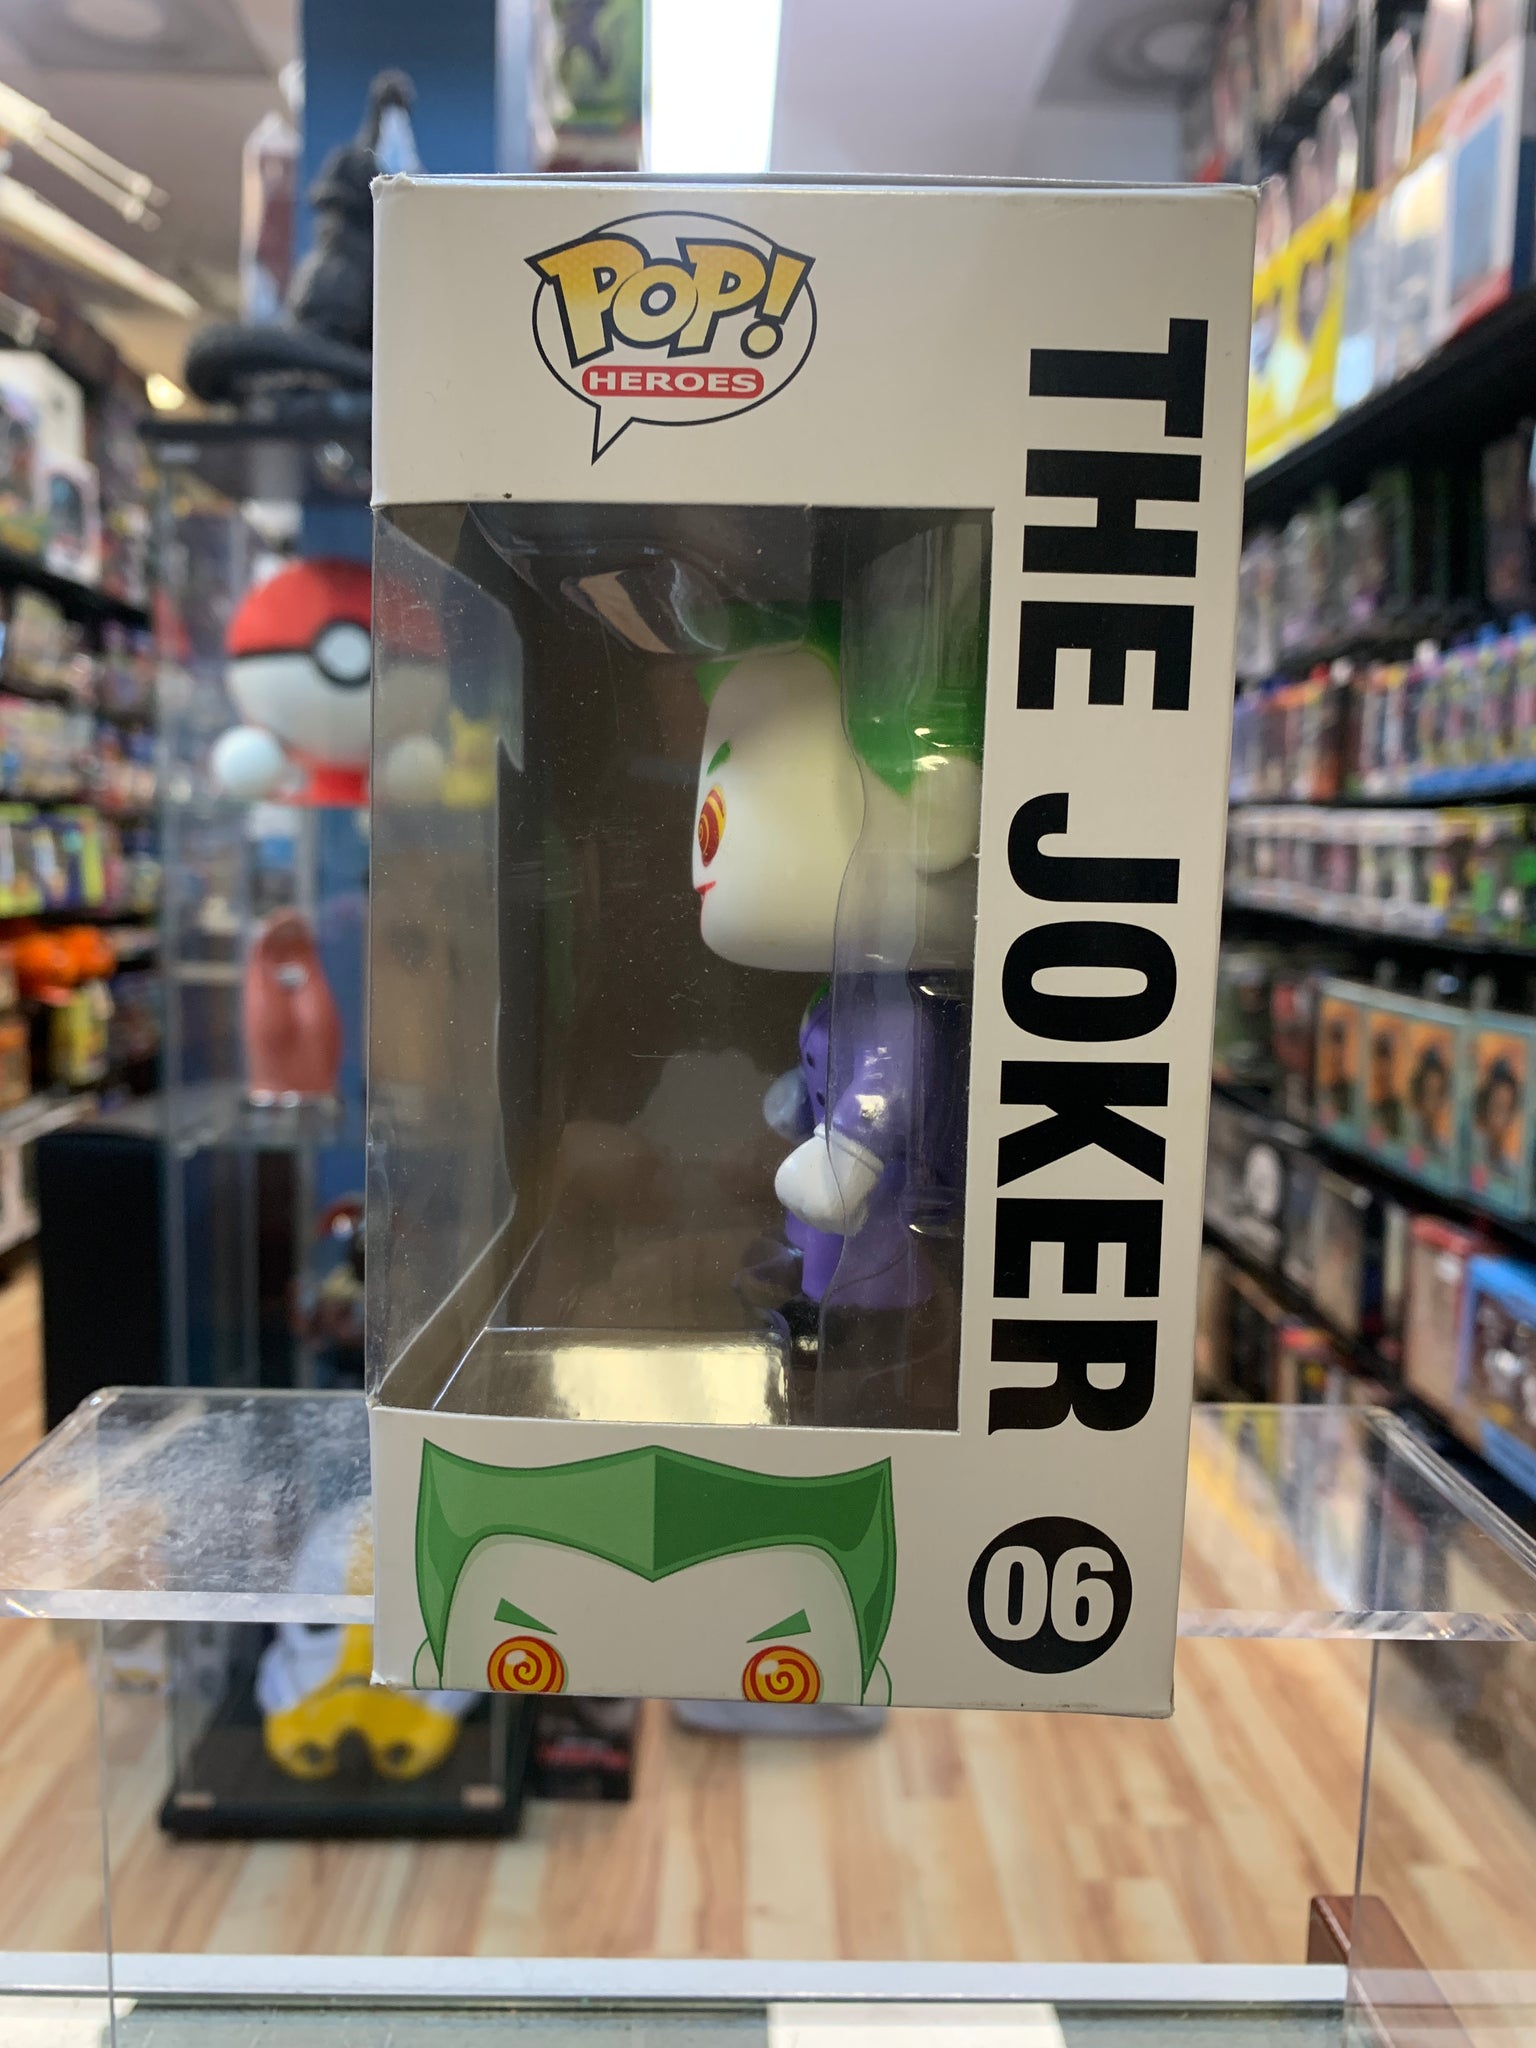 POP!
HEROES
THE JOKER
06